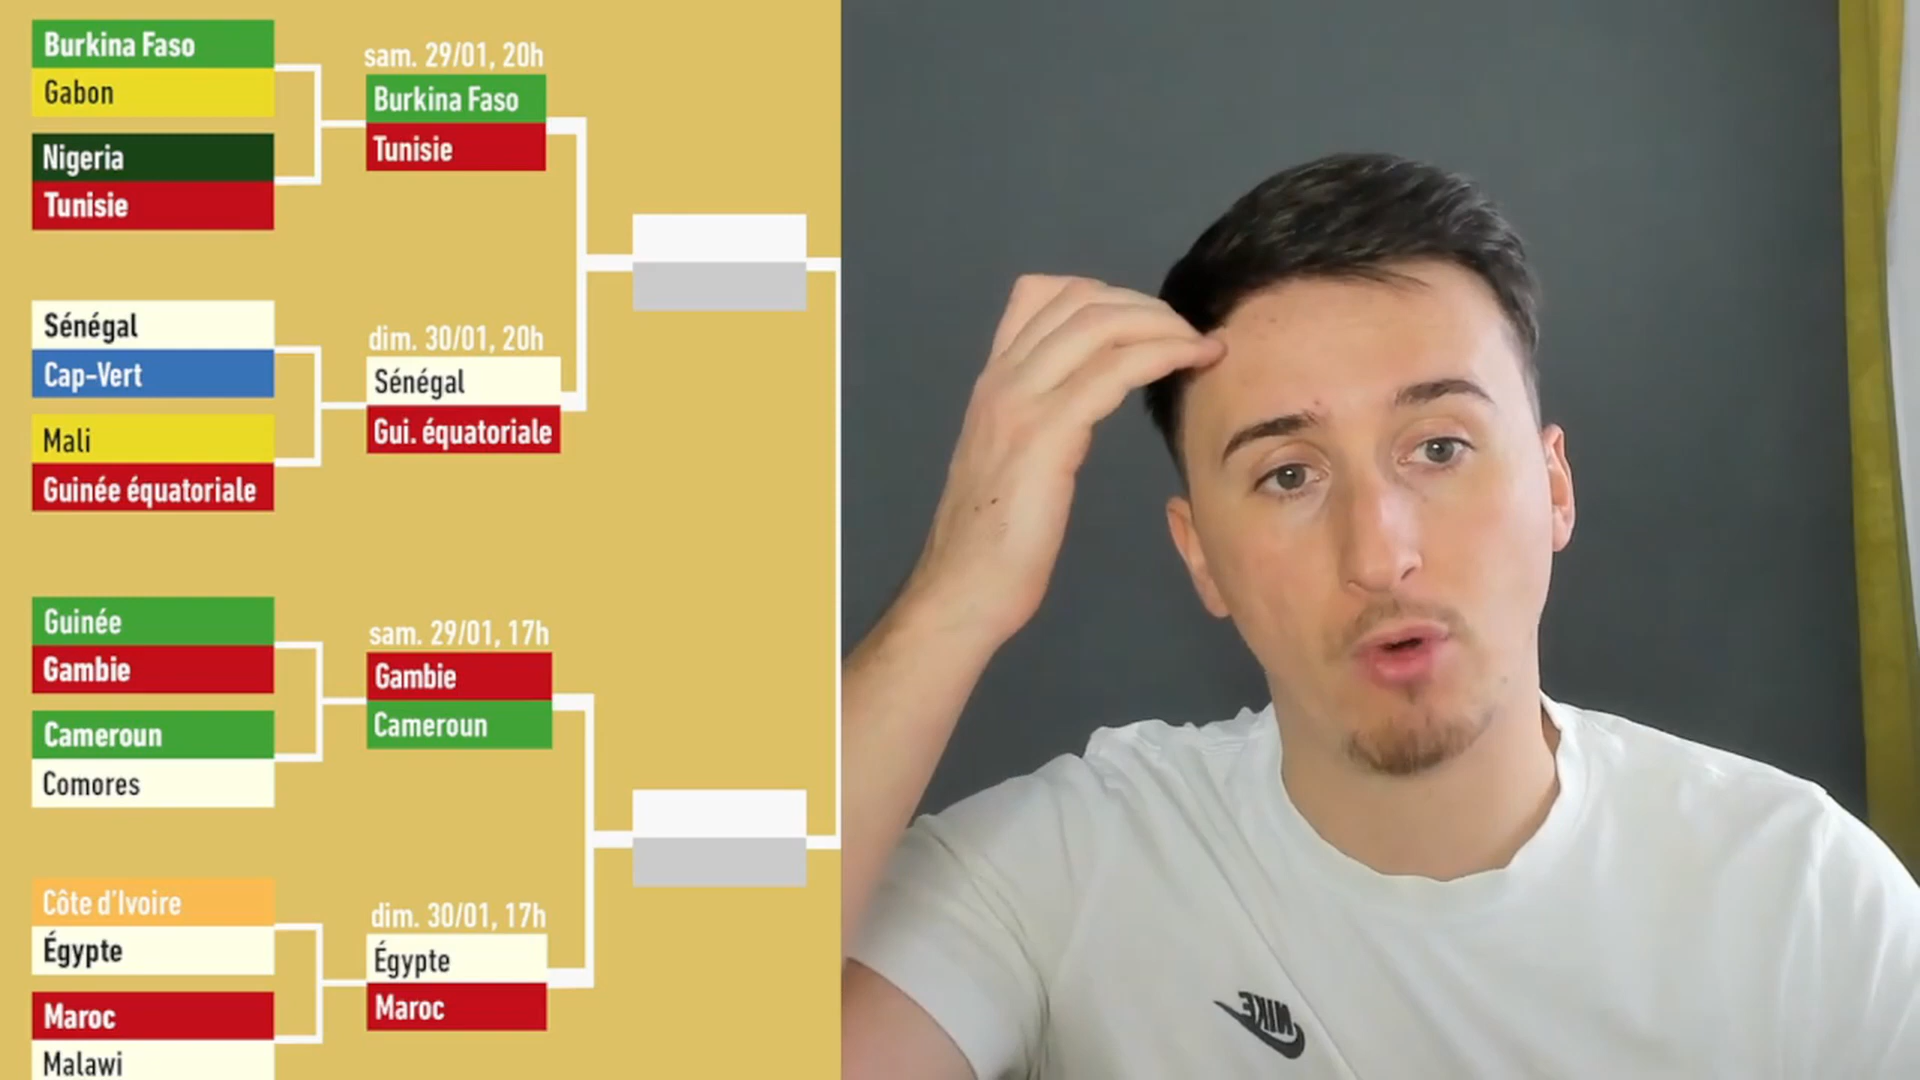 Burkina Faso
Gabon
Nigeria
Tunisie
Sénégal
Cap-Vert
Mali
Guinée équatoriale
Guinée
Gambie
Cameroun
Comores
Côte d'Ivoire
Égypte
Maroc
Malawi
sam. 29/01, 20h
Burkina Faso
Tunisie
dim. 30/01, 20h
Sénégal
Gui. équatoriale
sam. 29/01, 17h
Gambie
Cameroun
dim. 30/01, 17h
Égypte
Maroc
NIKE